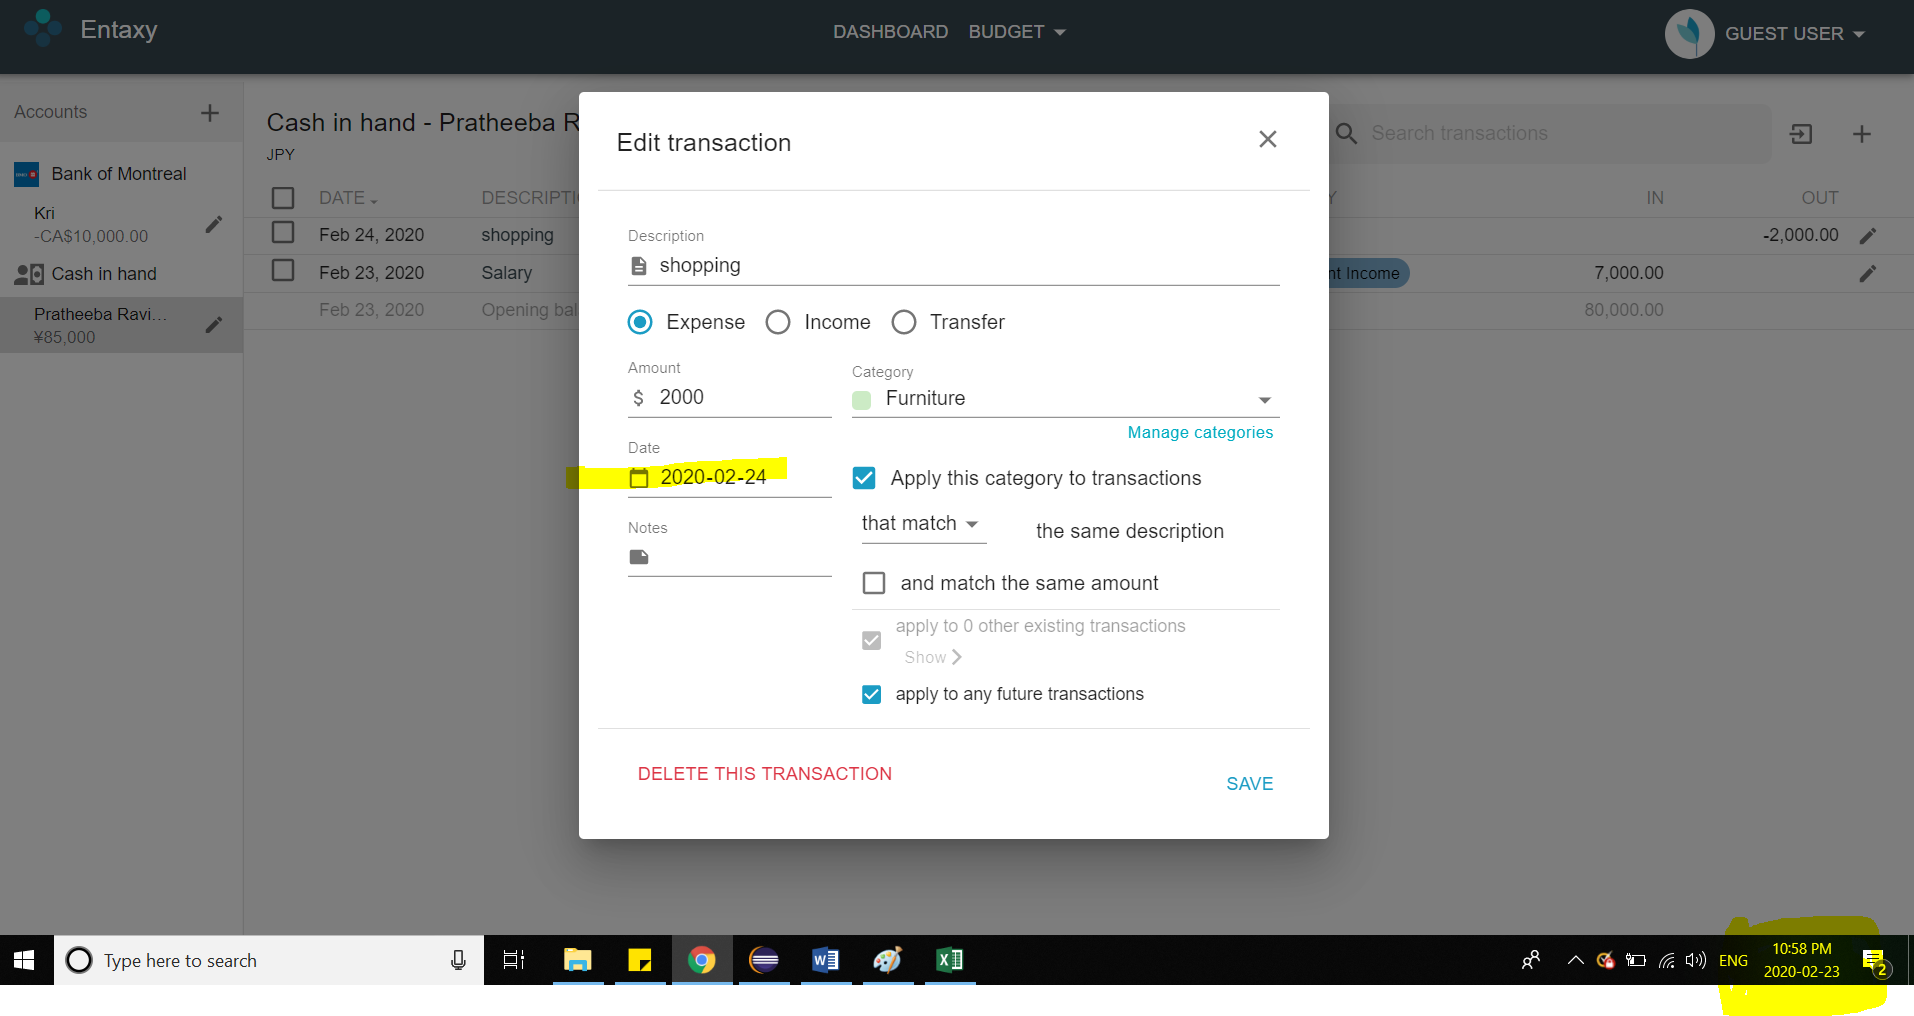 Entaxy
DASHBOARD BUDGET
GUEST USER
Accounts
Bank of Montreal
Kri
-CA$10,000.00
Cash in hand
Pratheeba Ravi...
¥85,000
Cash in hand - Pratheeba R
JPY
Search transactions
DATE DESCRIPTI Y IN OUT
Feb 24, 2020 shopping -2,000.00
Feb 23, 2020 Salary nt Income 7,000.00
Feb 23, 2020 Opening bal 80,000.00
Edit transaction
Description
shopping
Expense Income Transfer
Amount
$ 2000
Category
Furniture
Manage categories
Date
2020-02-24
Apply this category to transactions
that match the same description
Notes
and match the same amount
apply to 0 other existing transactions
Show
apply to any future transactions
DELETE THIS TRANSACTION
SAVE
Type here to search
ENG
10:58 PM
2020-02-23
2